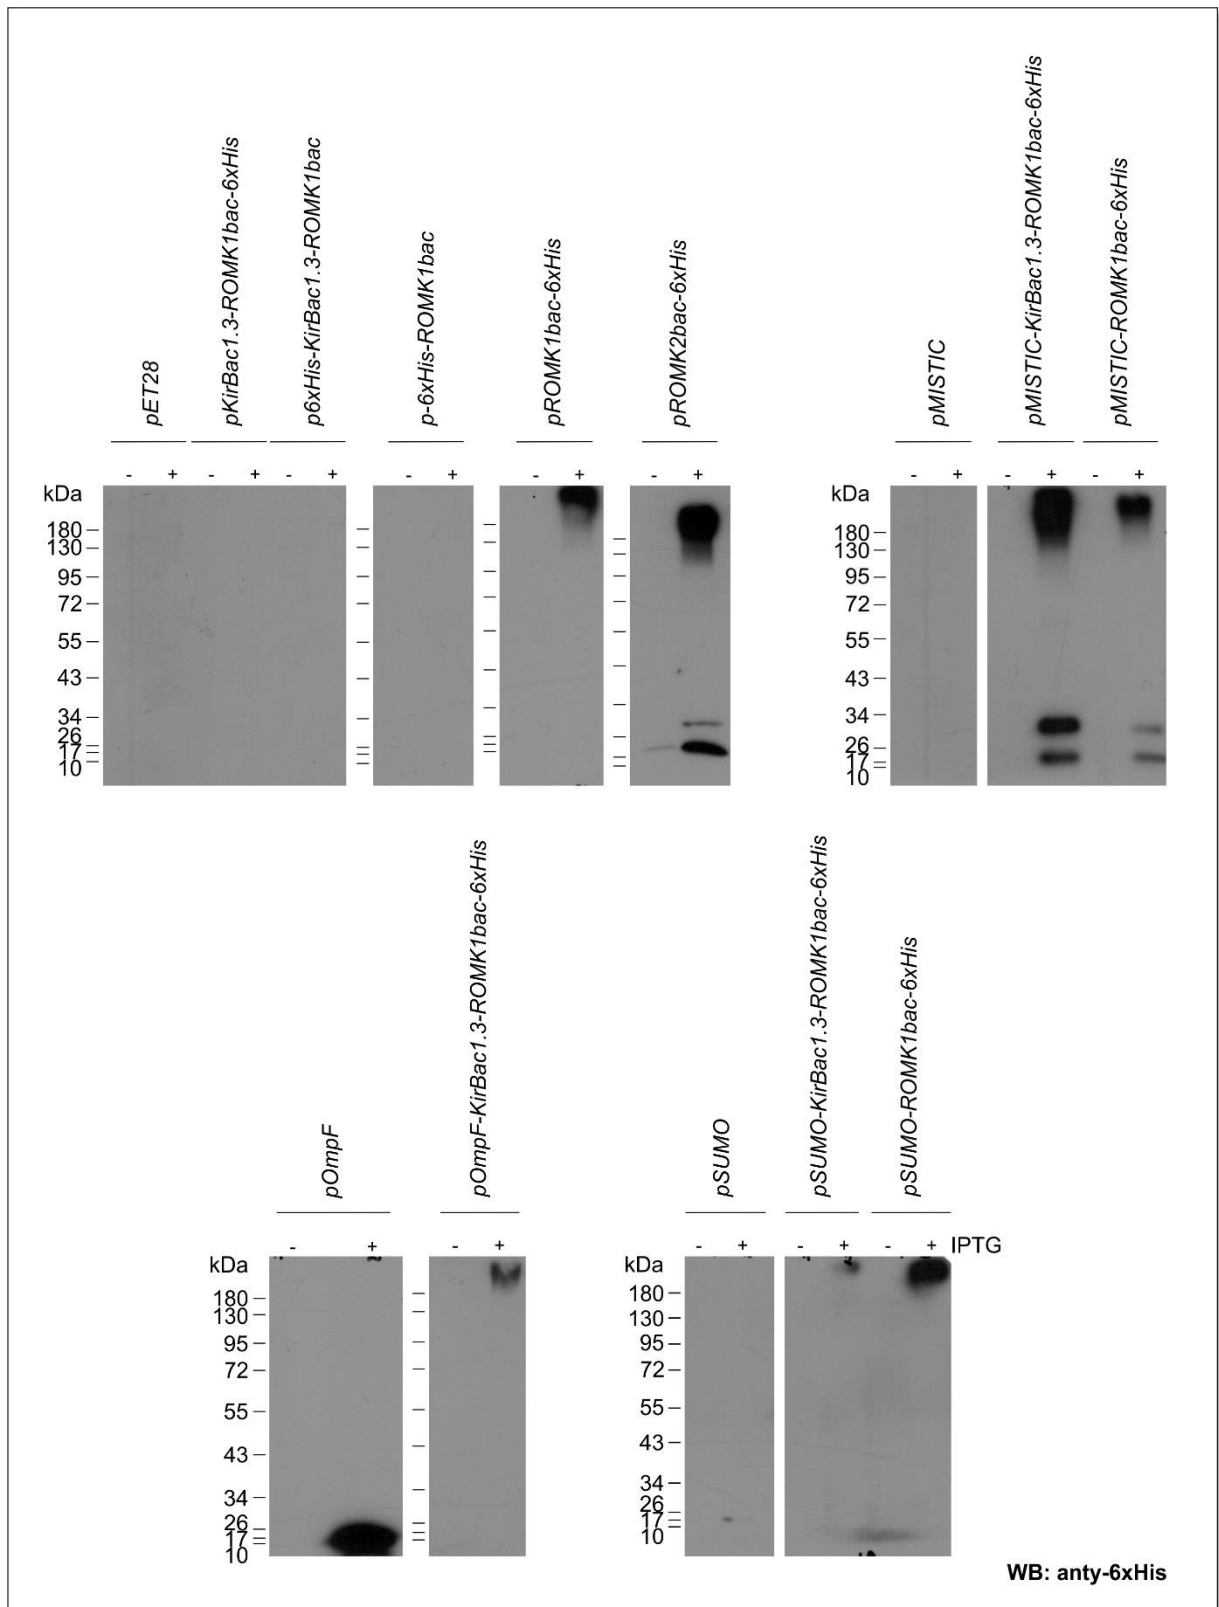 pET28
pKirBac1.3-ROMK1bac-6xHis
p6xHis-KirBac1.3-ROMK1bac
p-6xHis-ROMK1bac
pROMK1bac-6xHis
pROMK2bac-6xHis
pMISTIC
pMISTIC-KirBac1.3-ROMK1bac-6xHis
pMISTIC-ROMK1bac-6xHis
- + - + - + - + - + - + - + - + - +
kDa
180
130
95
72
55
43
34
26
17
10
kDa
180
130
95
72
55
43
34
26
17
10
pOmpF
pOmpF-KirBac1.3-ROMK1bac-6xHis
pSUMO
pSUMO-KirBac1.3-ROMK1bac-6xHis
pSUMO-ROMK1bac-6xHis
- + - + - + - + - + IPTG
kDa
180
130
95
72
55
43
34
26
17
10
kDa
180
130
95
72
55
43
34
26
17
10
WB: anty-6xHis